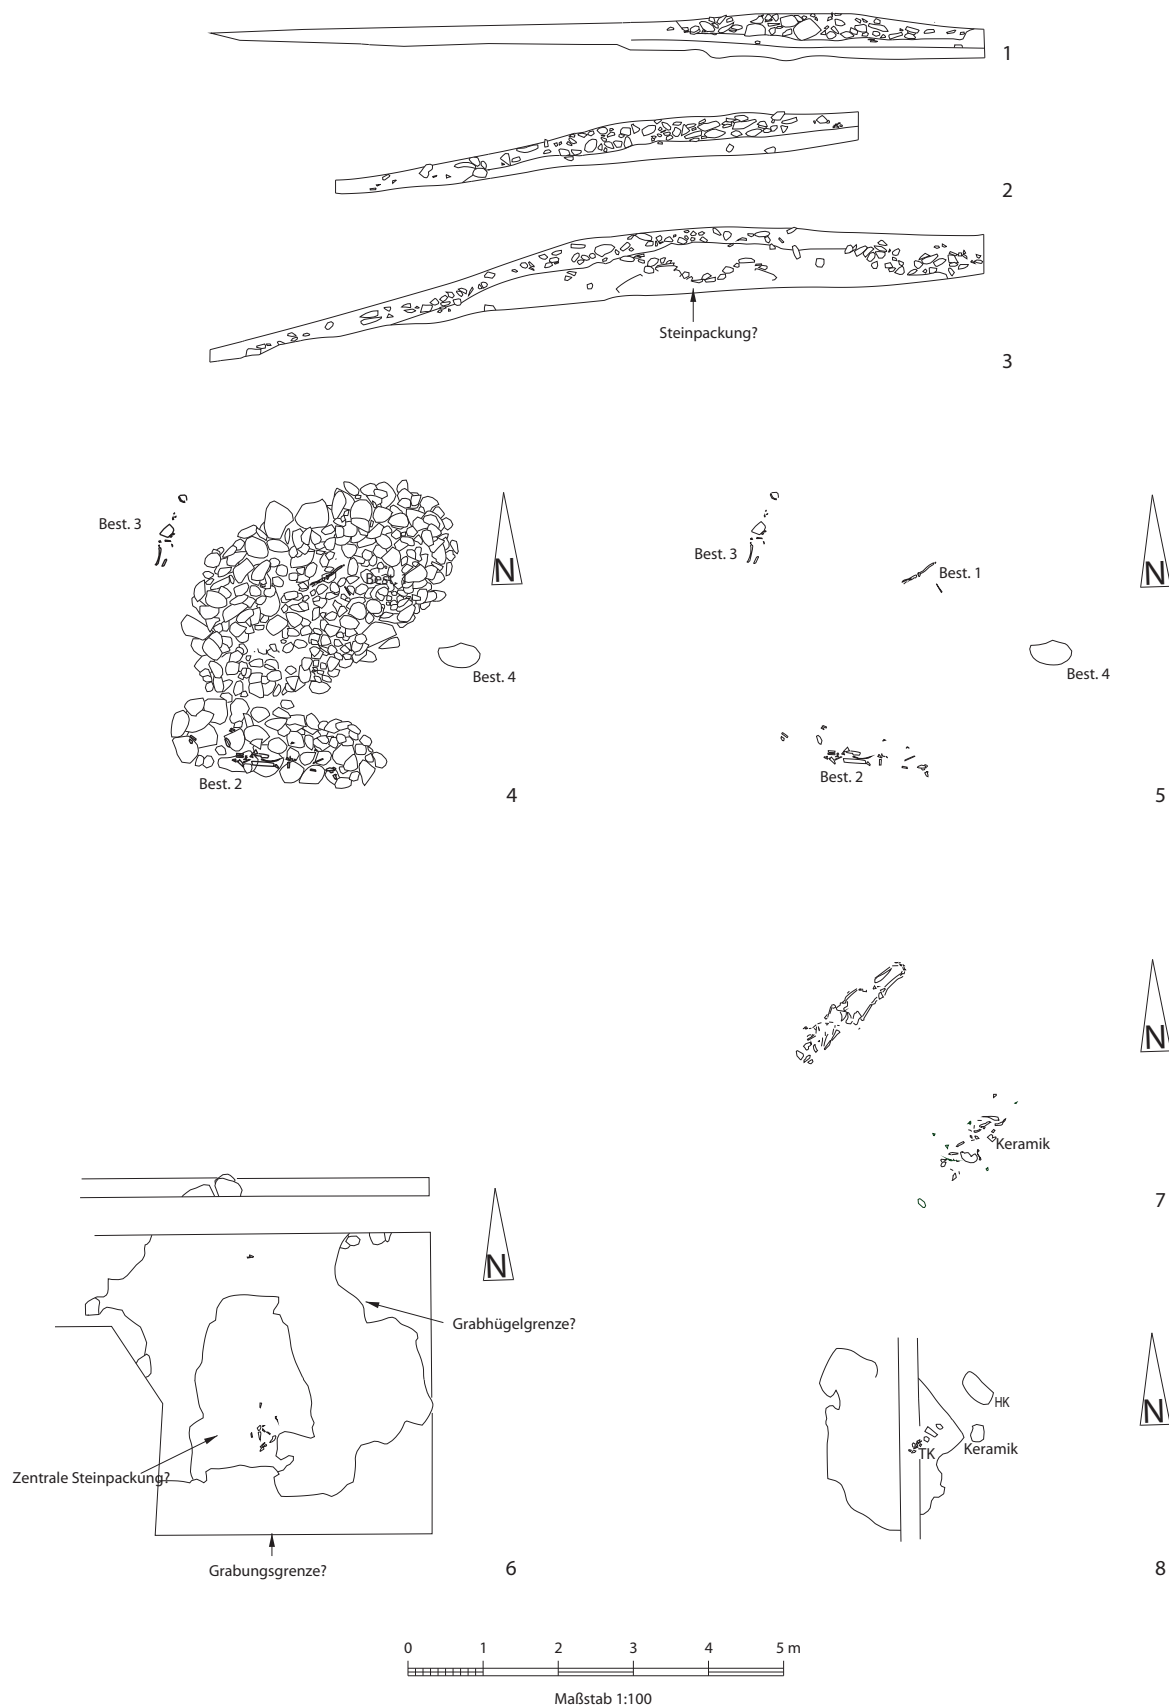 1
2
Steinpackung?
3
Best. 3
N
Best. 1
Best. 4
Best. 2
4
Best. 3
Best. 1
N
Best. 4
Best. 2
5
N
Keramik
7
N
Grabhügelgrenze?
Zentrale Steinpackung?
Grabungsgrenze?
6
N
HK
TK
Keramik
8
0 1 2 3 4 5 m
Maßstab 1:100